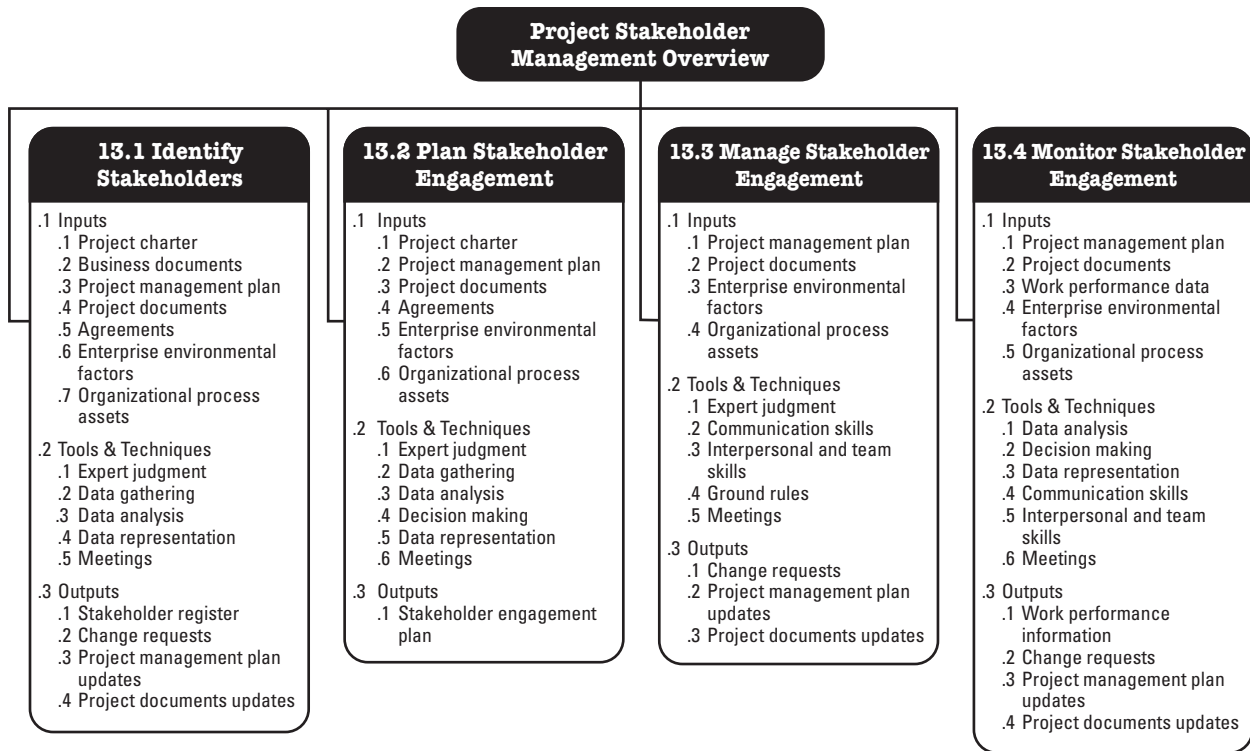 Project Stakeholder
Management Overview
13.1 Identify
Stakeholders
.1 Inputs
.1 Project charter
.2 Business documents
.3 Project management plan
.4 Project documents
.5 Agreements
.6 Enterprise environmental
factors
.7 Organizational process
assets
.2 Tools & Techniques
.1 Expert judgment
.2 Data gathering
.3 Data analysis
.4 Data representation
.5 Meetings
.3 Outputs
.1 Stakeholder register
.2 Change requests
.3 Project management plan
updates
.4 Project documents updates
13.2 Plan Stakeholder
Engagement
.1 Inputs
.1 Project charter
.2 Project management plan
.3 Project documents
.4 Agreements
.5 Enterprise environmental
factors
.6 Organizational process
assets
.2 Tools & Techniques
.1 Expert judgment
.2 Data gathering
.3 Data analysis
.4 Decision making
.5 Data representation
.6 Meetings
.3 Outputs
.1 Stakeholder engagement
plan
13.3 Manage Stakeholder
Engagement
.1 Inputs
.1 Project management plan
.2 Project documents
.3 Enterprise environmental
factors
.4 Organizational process
assets
.2 Tools & Techniques
.1 Expert judgment
.2 Communication skills
.3 Interpersonal and team
skills
.4 Ground rules
.5 Meetings
.3 Outputs
.1 Change requests
.2 Project management plan
updates
.3 Project documents updates
13.4 Monitor Stakeholder
Engagement
.1 Inputs
.1 Project management plan
.2 Project documents
.3 Work performance data
.4 Enterprise environmental
factors
.5 Organizational process
assets
.2 Tools & Techniques
.1 Data analysis
.2 Decision making
.3 Data representation
.4 Communication skills
.5 Interpersonal and team
skills
.6 Meetings
.3 Outputs
.1 Work performance
information
.2 Change requests
.3 Project management plan
updates
.4 Project documents updates